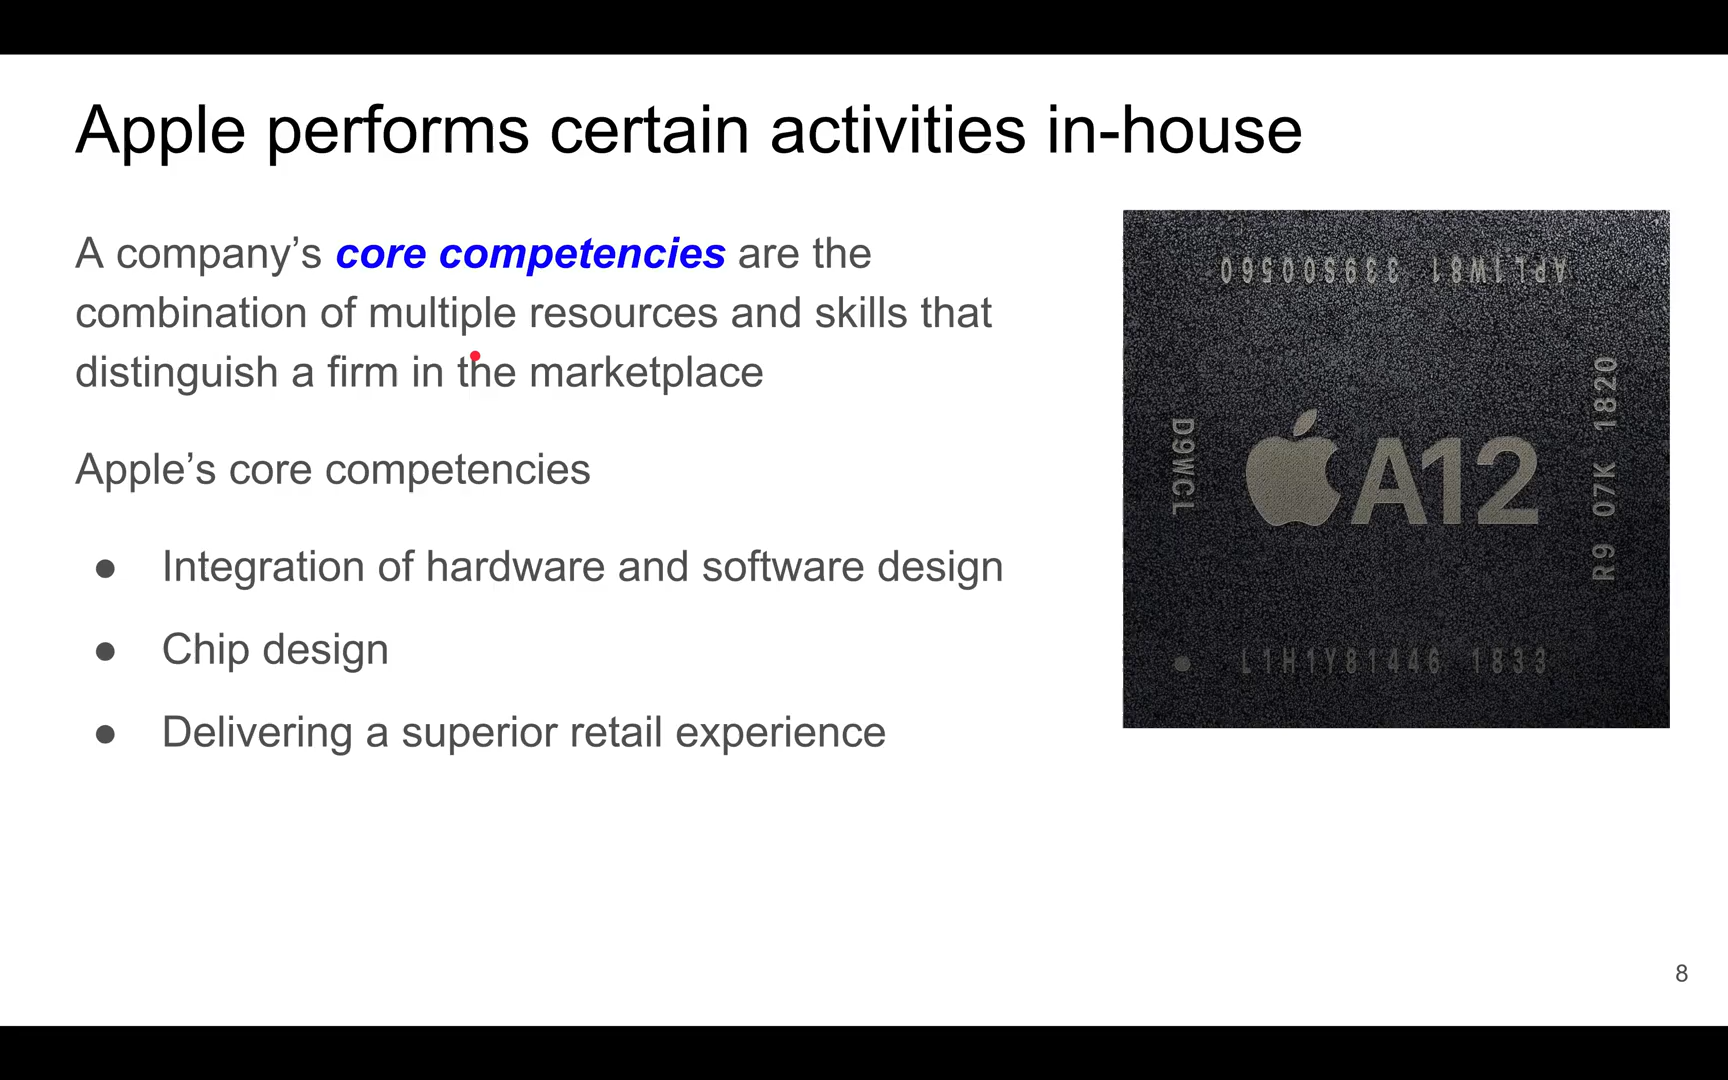 Apple performs certain activities in-house
A company’s core competencies are the
combination of multiple resources and skills that
distinguish a firm in the marketplace
Apple’s core competencies
● Integration of hardware and software design
● Chip design
● Delivering a superior retail experience
APL1W81 339S00560
D9WCL
A12
R9 07K 1820
L1H1Y81446 1833
8